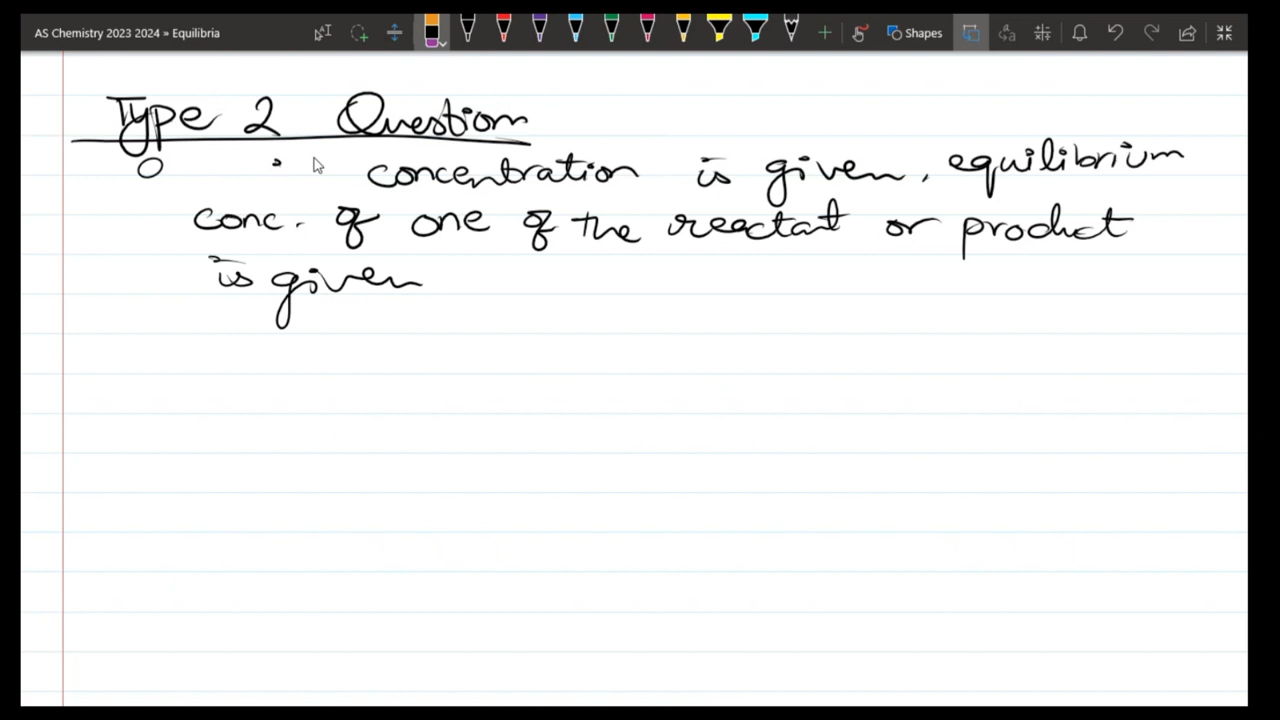 AS Chemistry 2023 2024 » Equilibria
Shapes
Type 2 Question
concentration is given, equilibrium
conc. of one of the reactant or product
is given